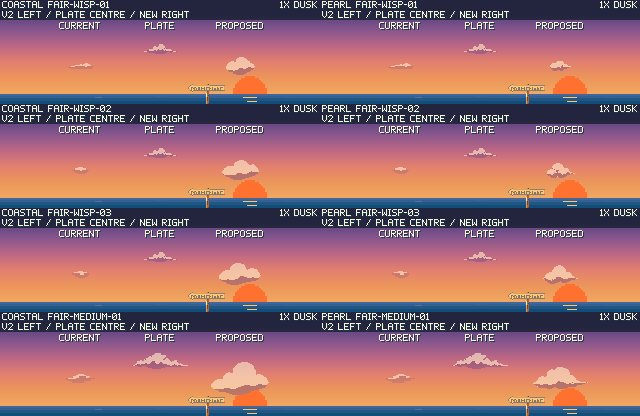 COASTAL FAIR-WISP-01 1X DUSK
V2 LEFT / PLATE CENTRE / NEW RIGHT
CURRENT PLATE PROPOSED
PEARL FAIR-WISP-01 1X DUSK
V2 LEFT / PLATE CENTRE / NEW RIGHT
CURRENT PLATE PROPOSED
COASTAL FAIR-WISP-02 1X DUSK
V2 LEFT / PLATE CENTRE / NEW RIGHT
CURRENT PLATE PROPOSED
PEARL FAIR-WISP-02 1X DUSK
V2 LEFT / PLATE CENTRE / NEW RIGHT
CURRENT PLATE PROPOSED
COASTAL FAIR-WISP-03 1X DUSK
V2 LEFT / PLATE CENTRE / NEW RIGHT
CURRENT PLATE PROPOSED
PEARL FAIR-WISP-03 1X DUSK
V2 LEFT / PLATE CENTRE / NEW RIGHT
CURRENT PLATE PROPOSED
COASTAL FAIR-MEDIUM-01 1X DUSK
V2 LEFT / PLATE CENTRE / NEW RIGHT
CURRENT PLATE PROPOSED
PEARL FAIR-MEDIUM-01 1X DUSK
V2 LEFT / PLATE CENTRE / NEW RIGHT
CURRENT PLATE PROPOSED